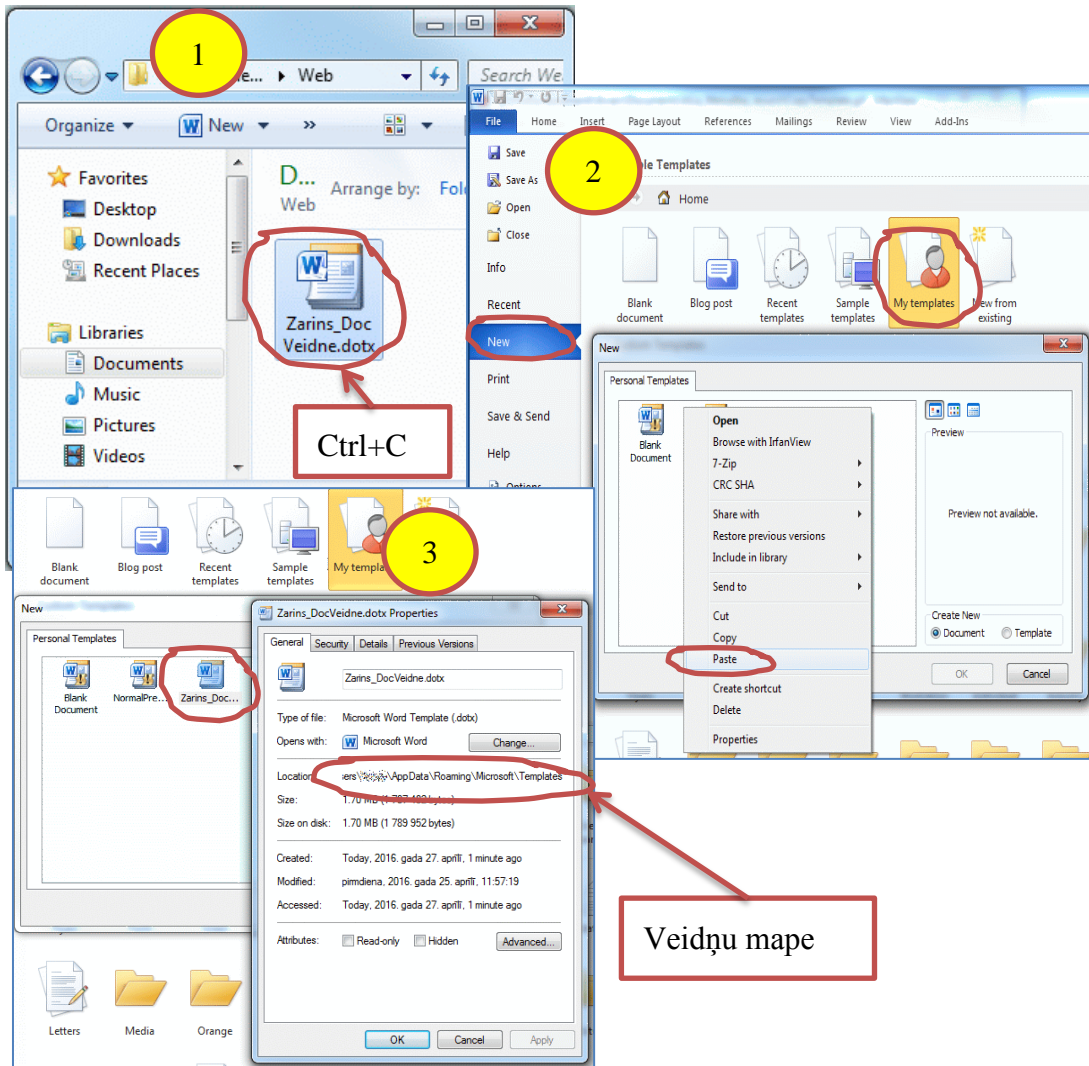 1
Web
Search We
Organize
New
»
Favorites
Desktop
Downloads
Recent Places
Libraries
Documents
Music
Pictures
Videos
D...
Web
Arrange by:
Zarins_Doc
Veidne.dotx
Ctrl+C
2
File Home Insert Page Layout References Mailings Review View Add-Ins
Save
Save As
Open
Close
Info
Recent
New
Print
Save & Send
Help
Options
Templates
Home
Blank
document
Blog post
Recent
templates
Sample
templates
My templates
New from
existing
New
Personal Templates
Blank
Document
Open
Browse with IrfanView
7-Zip
CRC SHA
Share with
Restore previous versions
Include in library
Send to
Cut
Copy
Paste
Create shortcut
Delete
Properties
Preview
Preview not available.
Create New
Document Template
OK Cancel
3
Blank
document
Blog post
Recent
templates
Sample
templates
My templa
New
Personal Templates
Blank
Document
NormalPre...
Zarins_Doc...
Zarins_DocVeidne.dotx Properties
General Security Details Previous Versions
Zarins_DocVeidne.dotx
Type of file: Microsoft Word Template (.dotx)
Opens with: Microsoft Word Change...
Location: \AppData\Roaming\Microsoft\Templates
Size: 1.70 MB
Size on disk: 1.70 MB (1 789 952 bytes)
Created: Today, 2016. gada 27. aprīlī, 1 minute ago
Modified: pirmdiena, 2016. gada 25. aprīlī, 11:57:19
Accessed: Today, 2016. gada 27. aprīlī, 1 minute ago
Attributes: Read-only Hidden Advanced...
OK Cancel Apply
Veidņu mape
Letters Media Orange